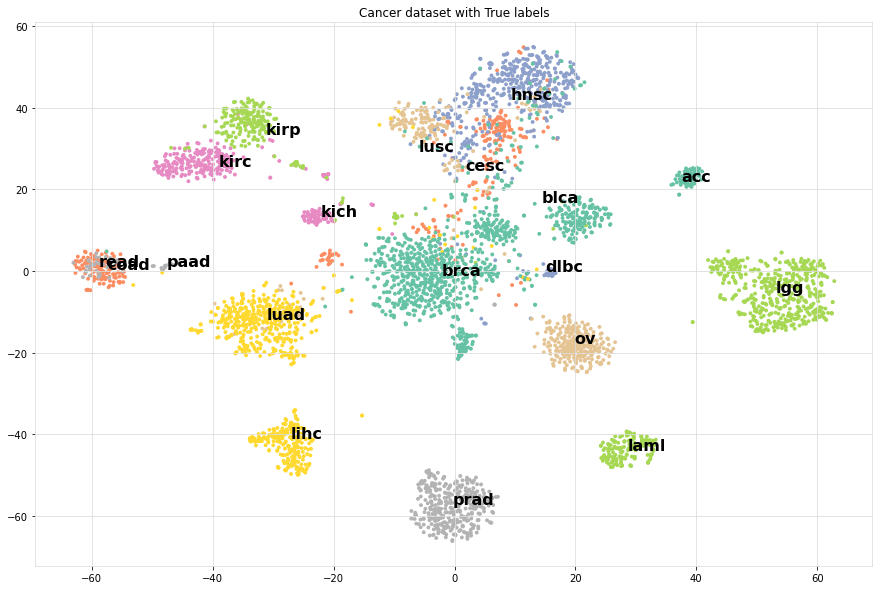 Cancer dataset with True labels
60
40
20
0
−20
−40
−60
hnsc
kirp
lusc
kirc
cesc
acc
blca
kich
read
coad
paad
dlbc
brca
lgg
luad
ov
lihc
laml
prad
−60
−40
−20
0
20
40
60